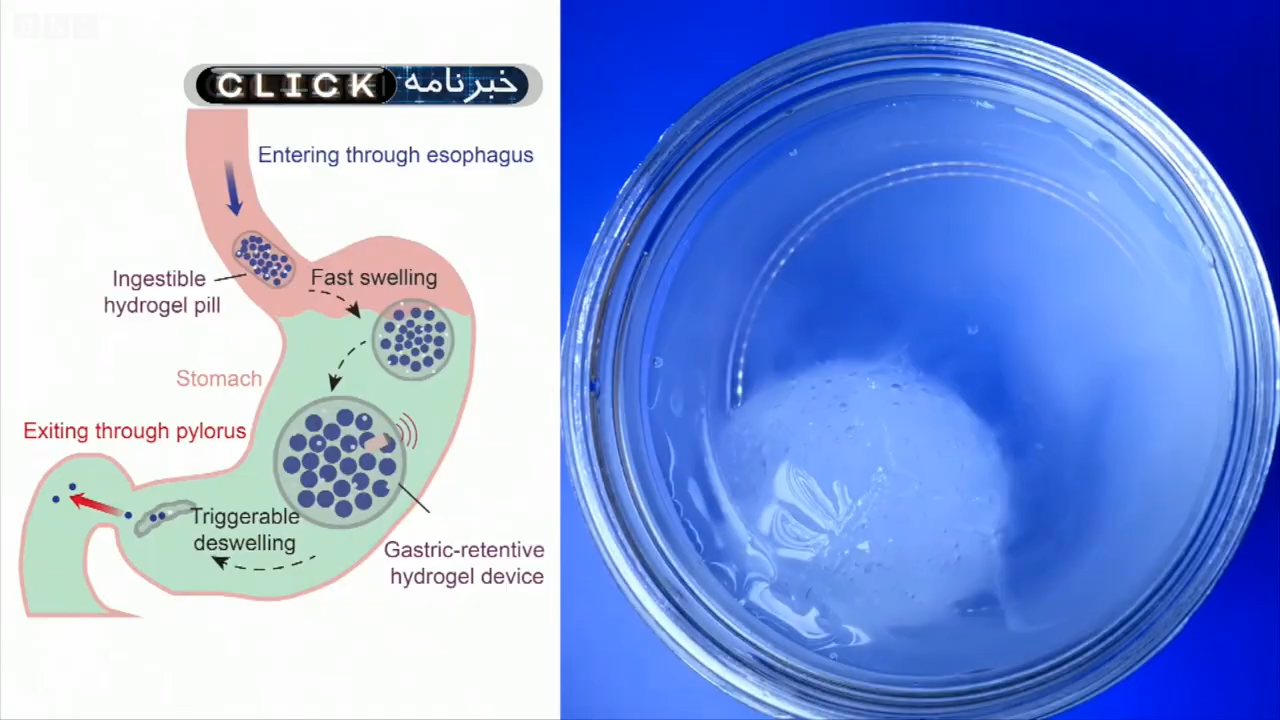 BBC
CLICK خبرنامه
Entering through esophagus
Ingestible
hydrogel pill
Fast swelling
Stomach
Exiting through pylorus
Triggerable
deswelling
Gastric-retentive
hydrogel device